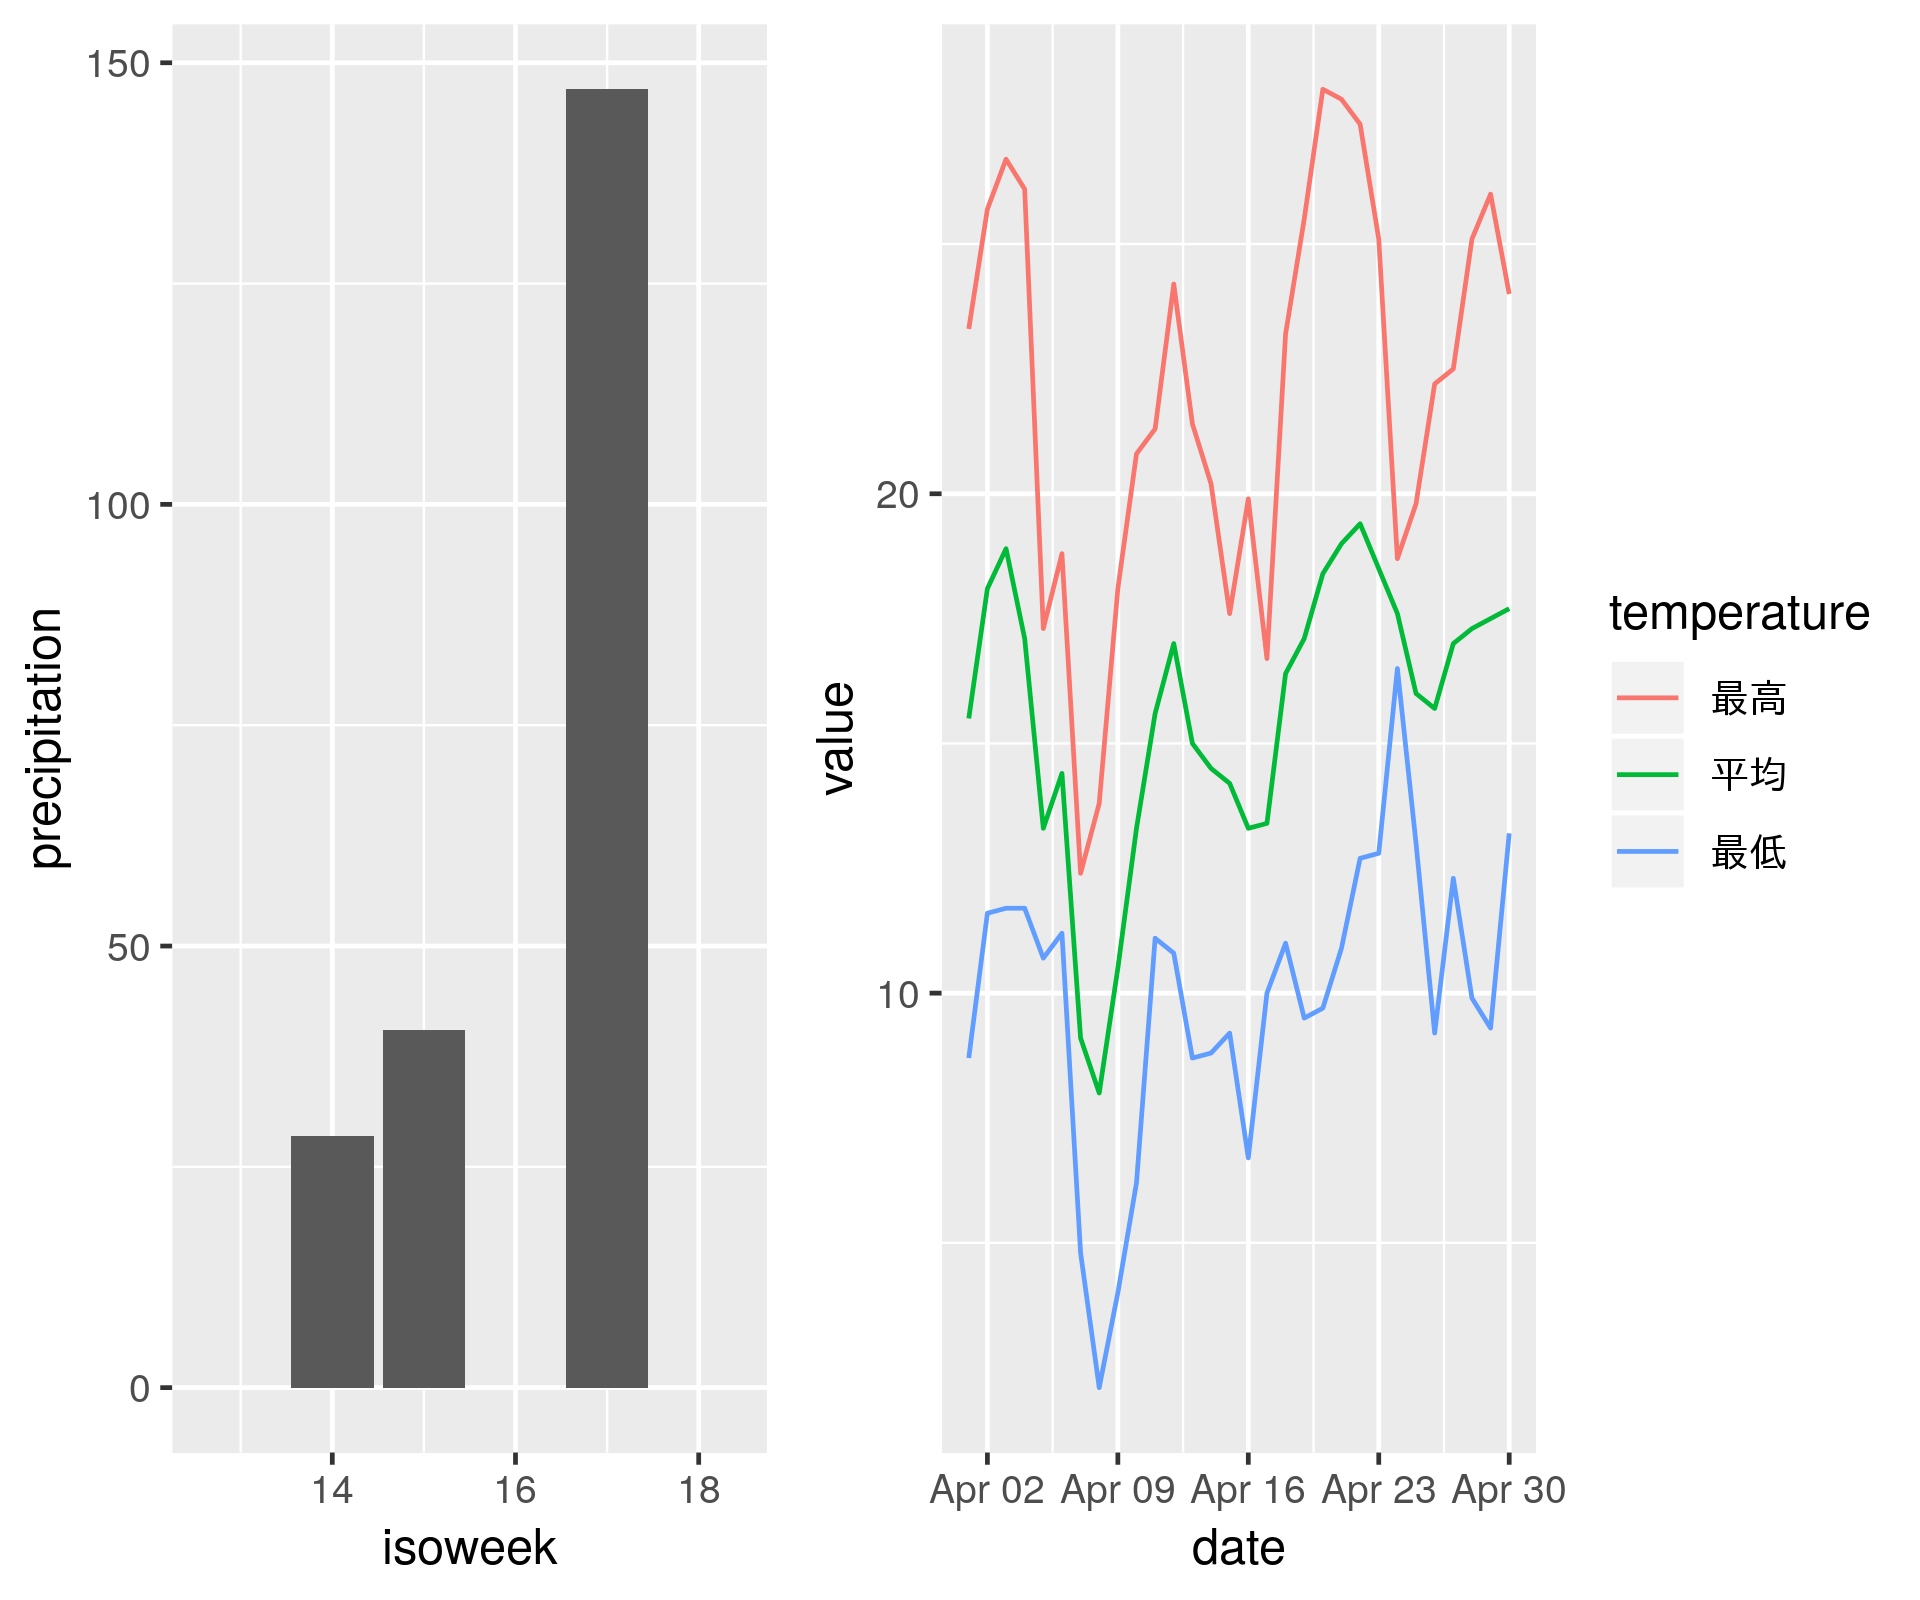 precipitation
150
100
50
0
14 16 18
isoweek
value
20
10
Apr 02 Apr 09 Apr 16 Apr 23 Apr 30
date
temperature
最高
平均
最低